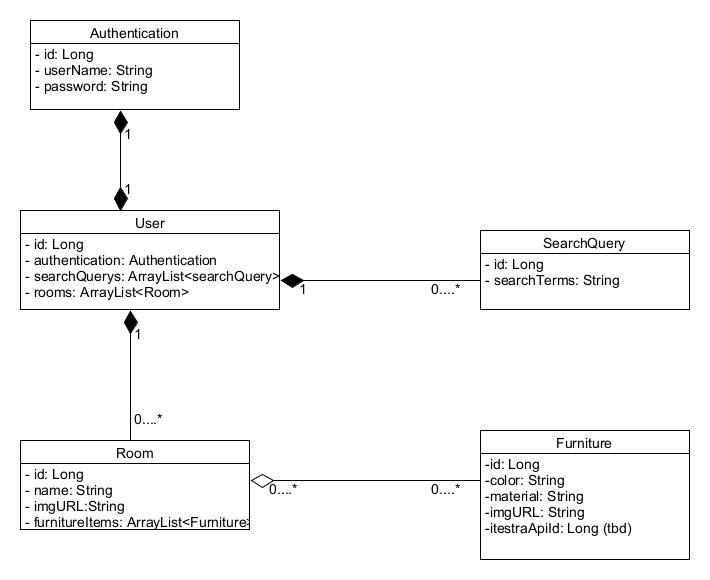 Authentication
- id: Long
- userName: String
- password: String
1
1
User
- id: Long
- authentication: Authentication
- searchQuerys: ArrayList<searchQuery>
- rooms: ArrayList<Room>
1
0....*
SearchQuery
- id: Long
- searchTerms: String
1
0....*
Room
- id: Long
- name: String
- imgURL:String
- furnitureItems: ArrayList<Furniture>
0....*
0....*
Furniture
-id: Long
-color: String
-material: String
-imgURL: String
-itestraApiId: Long (tbd)